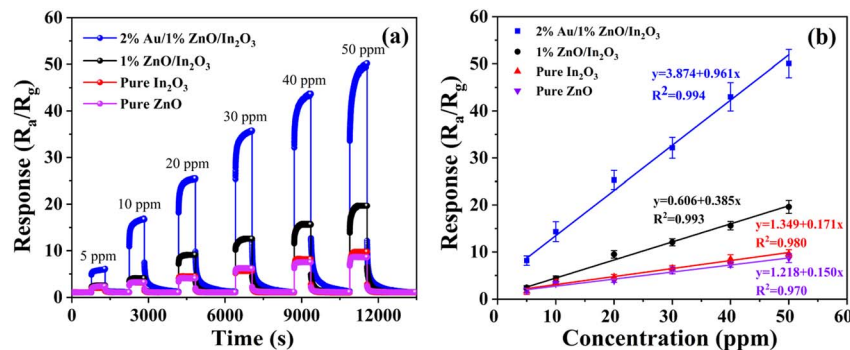 (a)
2% Au/1% ZnO/In₂O₃
1% ZnO/In₂O₃
Pure In₂O₃
Pure ZnO
5 ppm
10 ppm
20 ppm
30 ppm
40 ppm
50 ppm
60
50
40
30
20
10
0
0 3000 6000 9000 12000
Time (s)
Response (Rₐ/R₉)
(b)
2% Au/1% ZnO/In₂O₃
1% ZnO/In₂O₃
Pure In₂O₃
Pure ZnO
y=3.874+0.961x
R²=0.994
y=0.606+0.385x
R²=0.993
y=1.349+0.171x
R²=0.980
y=1.218+0.150x
R²=0.970
60
50
40
30
20
10
0
0 10 20 30 40 50 60
Concentration (ppm)
Response (Rₐ/R₉)